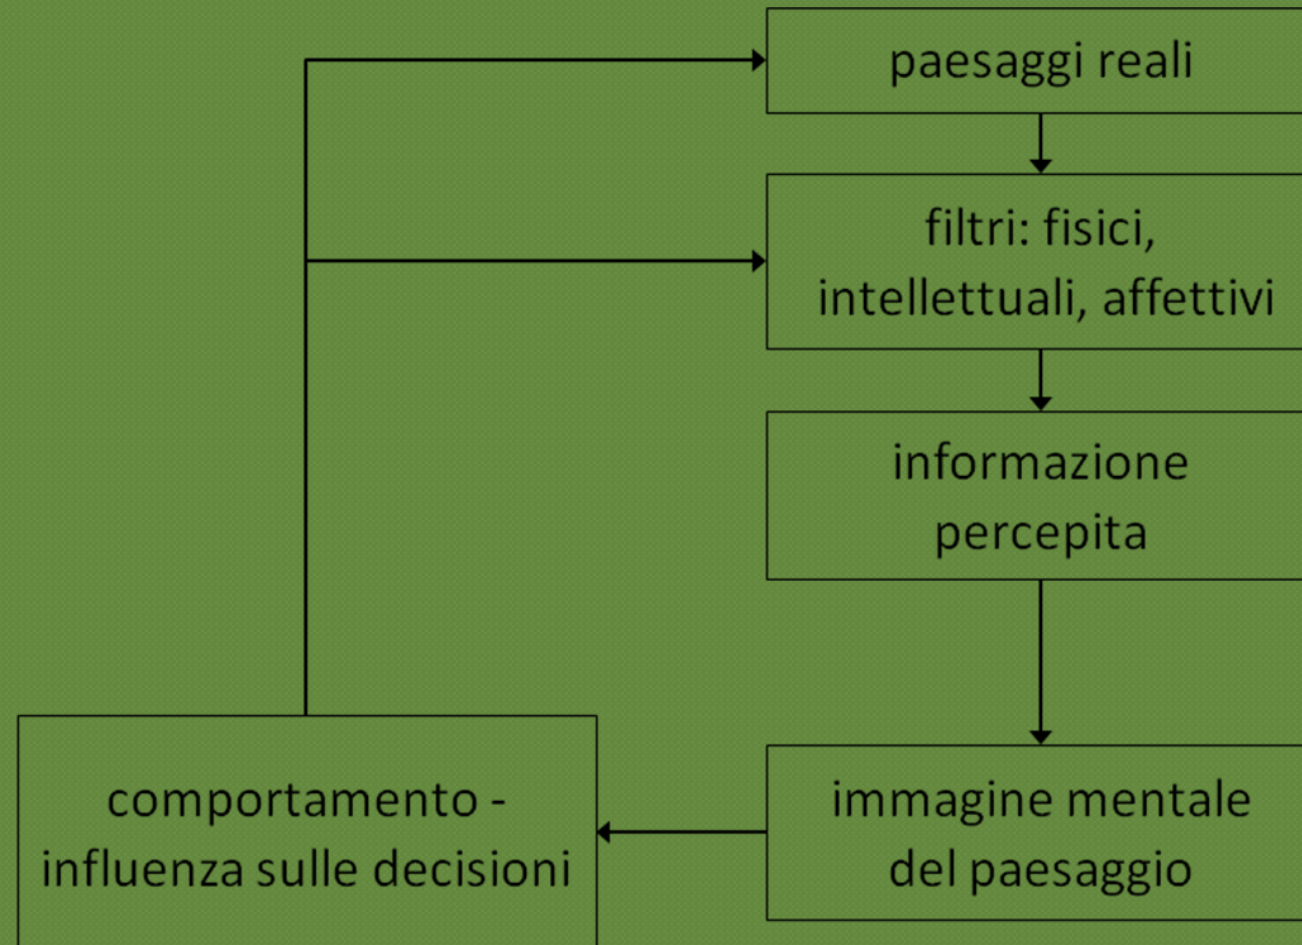 paesaggi reali
filtri: fisici,
intellettuali, affettivi
informazione
percepita
immagine mentale
del paesaggio
comportamento -
influenza sulle decisioni